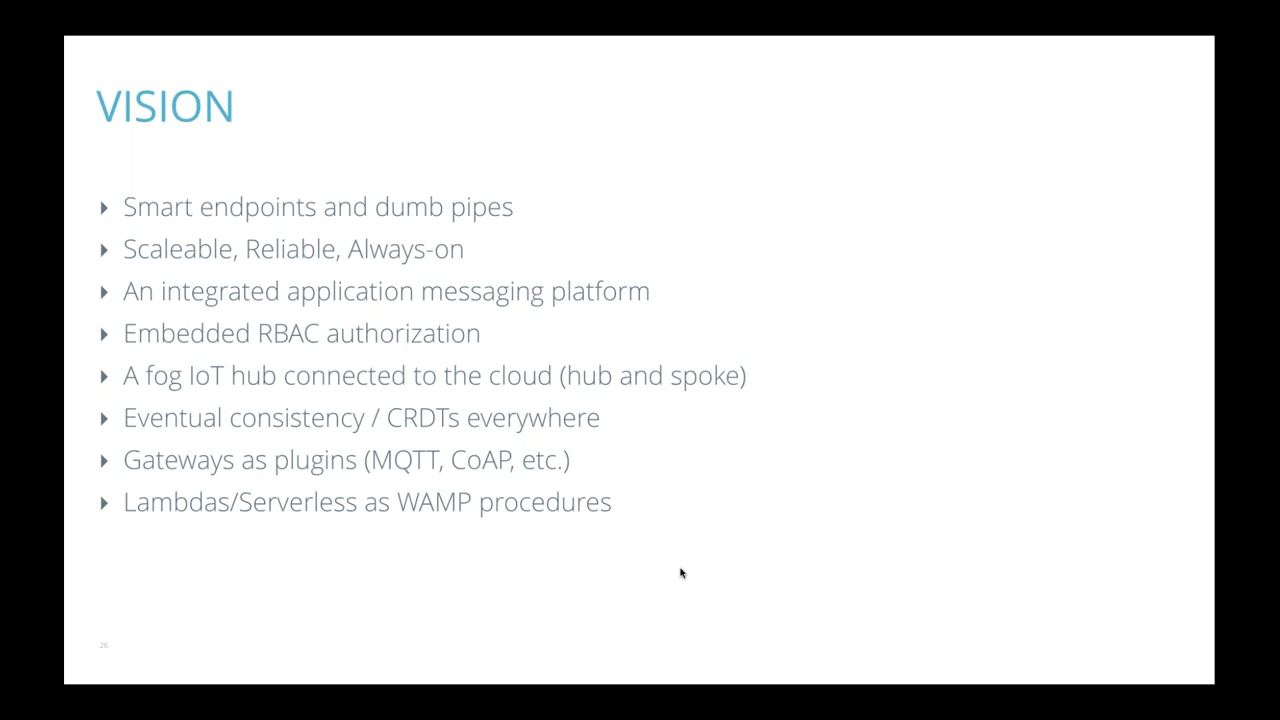 VISION
Smart endpoints and dumb pipes
Scaleable, Reliable, Always-on
An integrated application messaging platform
Embedded RBAC authorization
A fog IoT hub connected to the cloud (hub and spoke)
Eventual consistency / CRDTs everywhere
Gateways as plugins (MQTT, CoAP, etc.)
Lambdas/Serverless as WAMP procedures
26